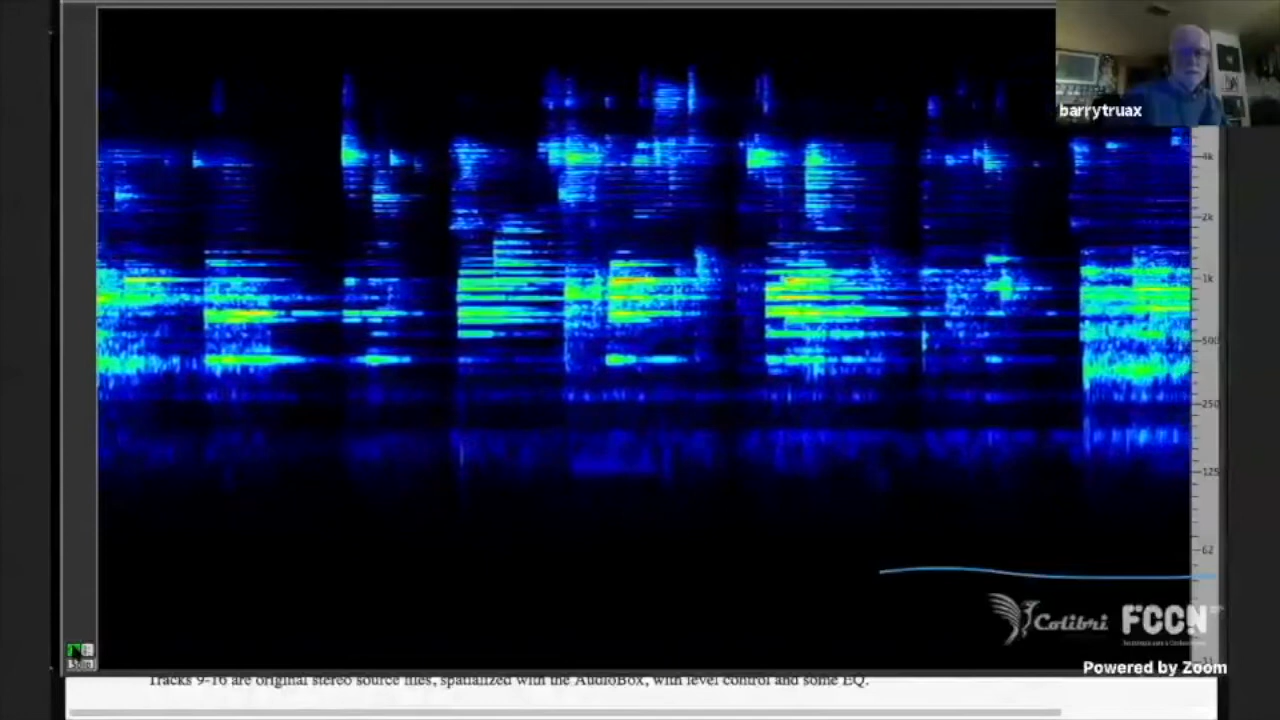 barrytruax
4k
2k
1k
500
250
125
62
Colibri FCCN
Powered by Zoom
Tracks 9-16 are original stereo source files, spatialized with the AudioBox, with level control and some EQ.